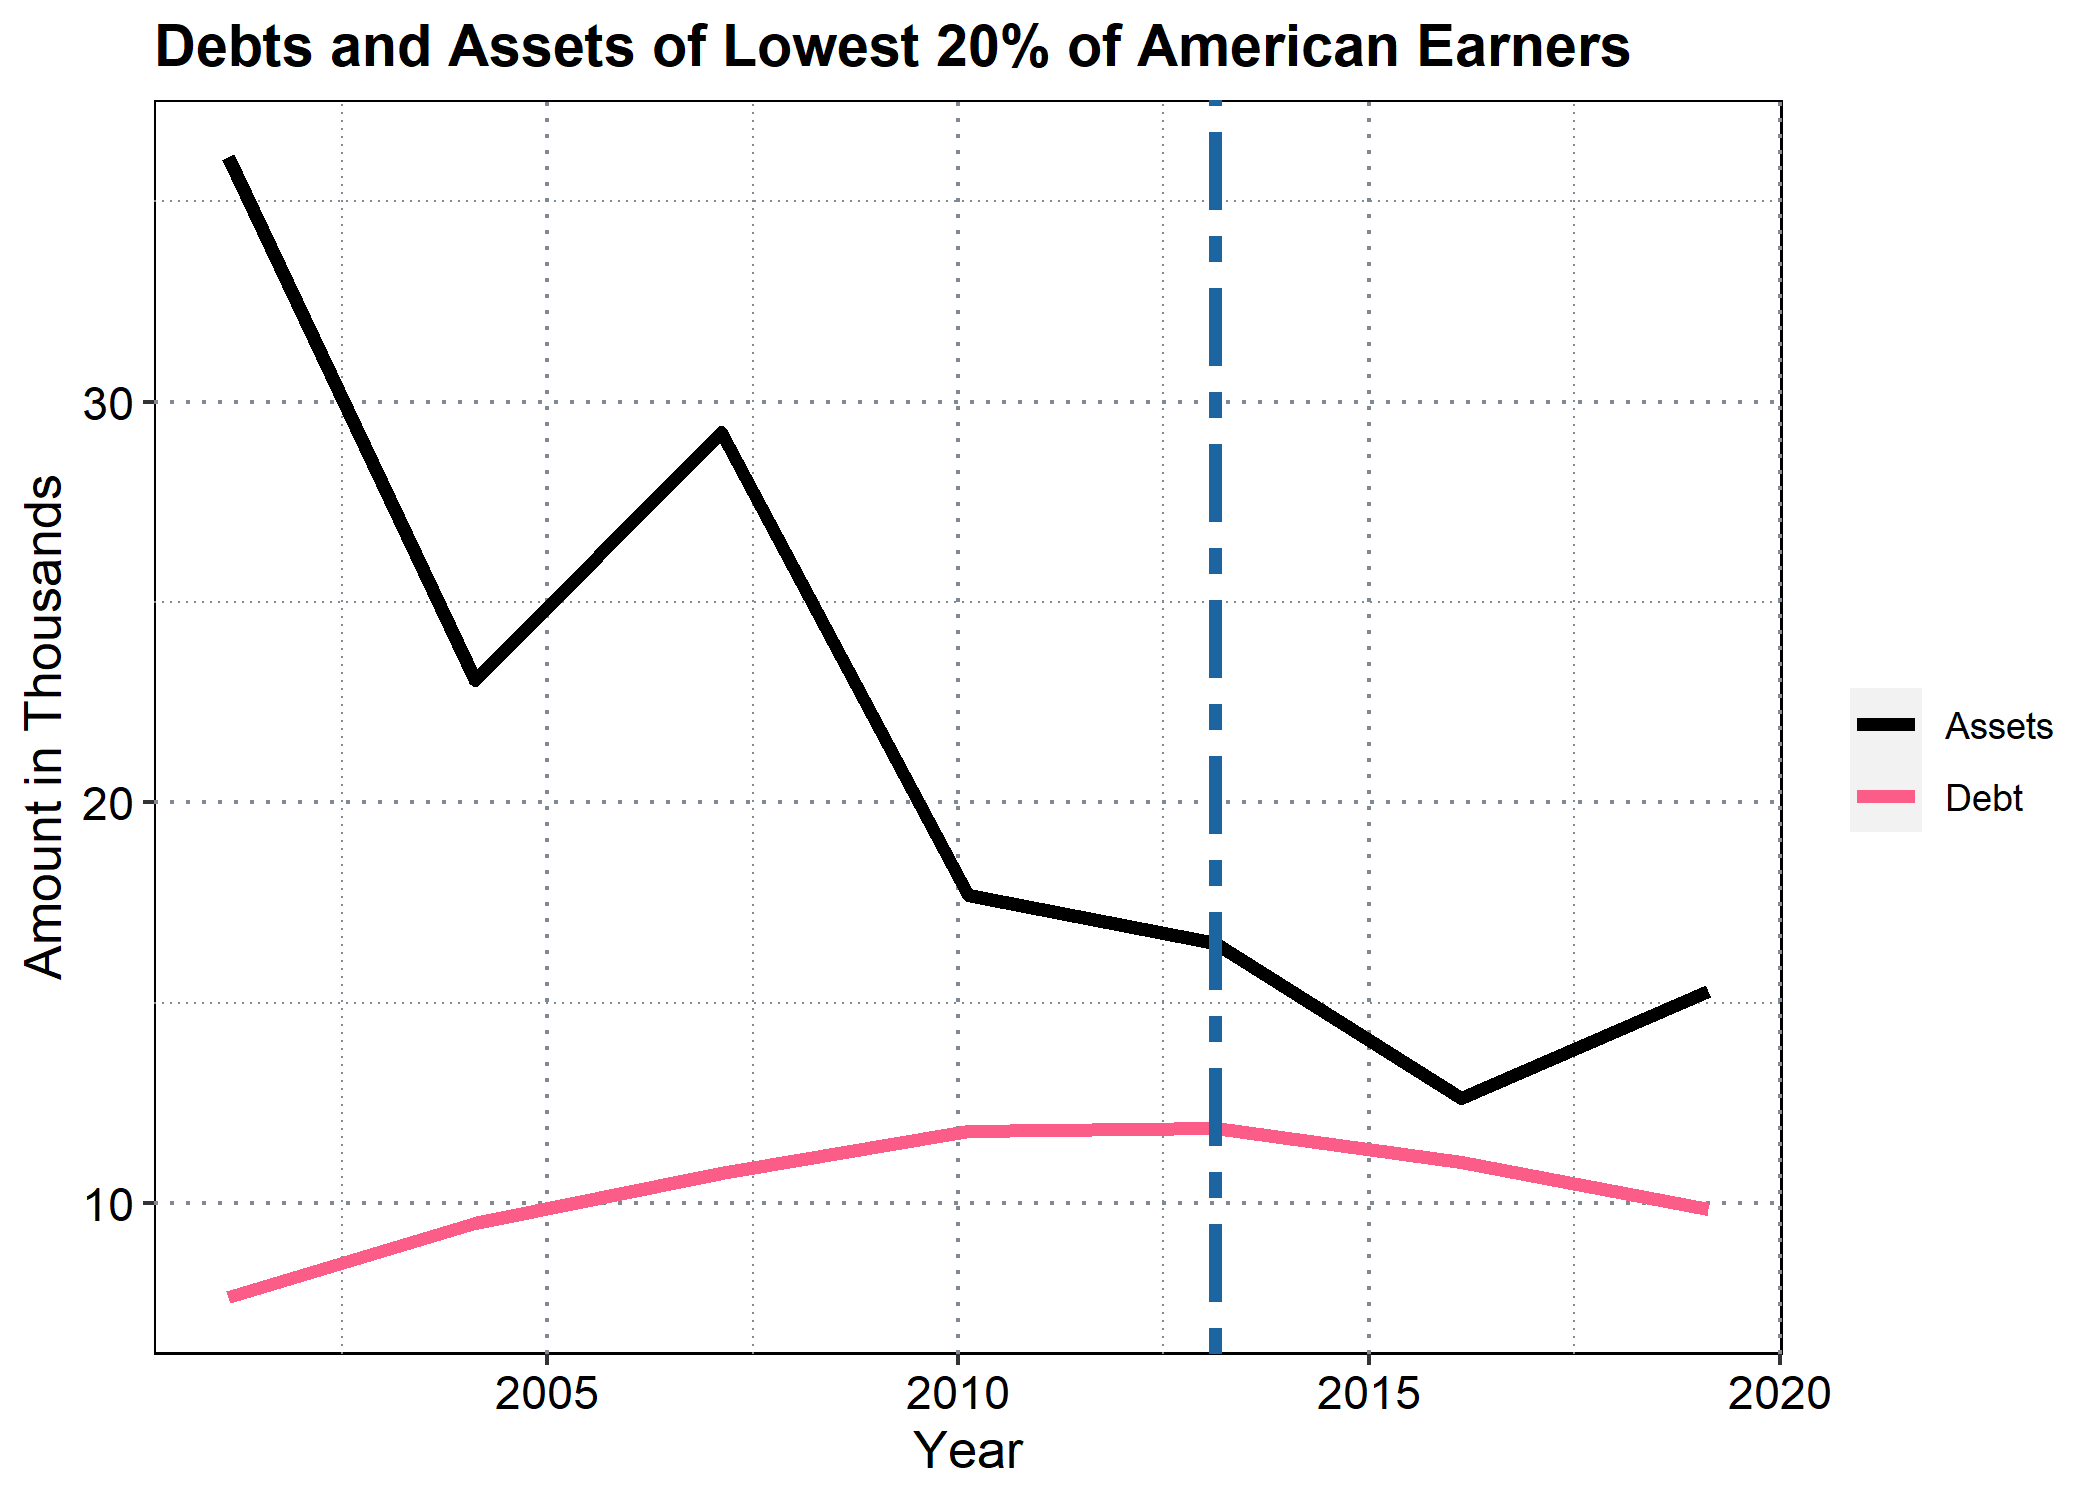 Debts and Assets of Lowest 20% of American Earners
Amount in Thousands
30
20
10
2005
2010
2015
2020
Year
Assets
Debt